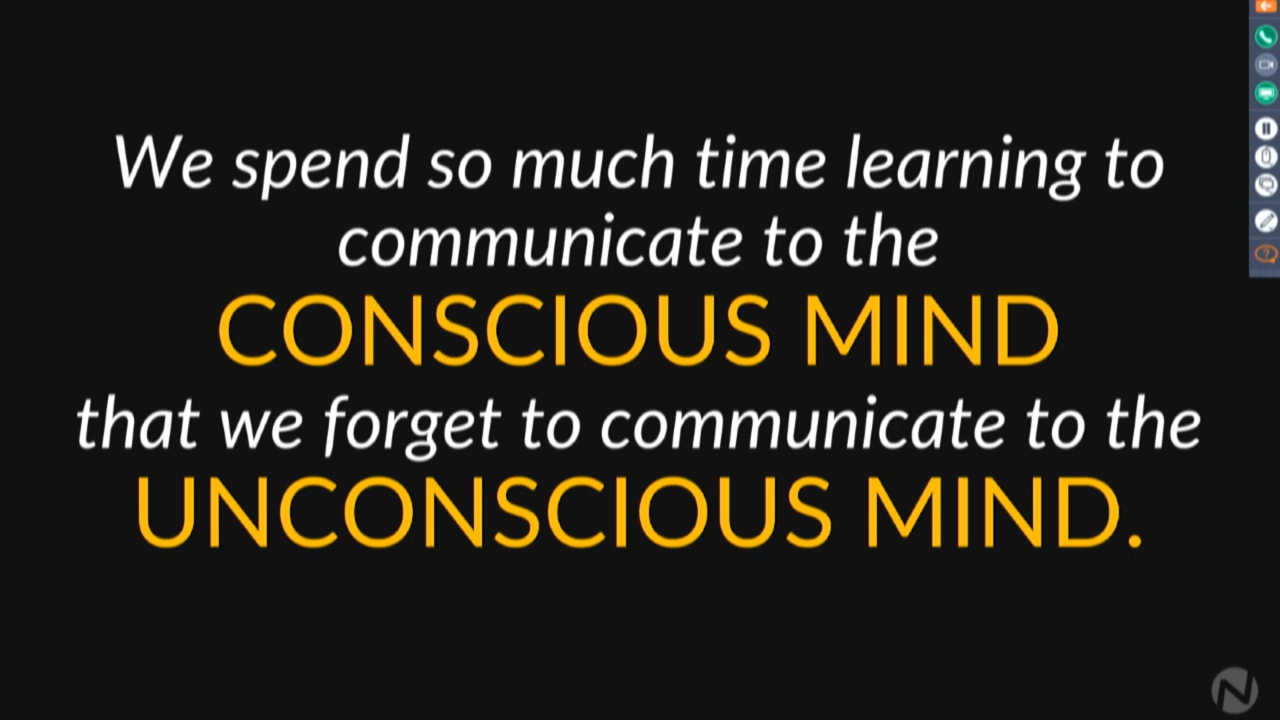 We spend so much time learning to
communicate to the
CONSCIOUS MIND
that we forget to communicate to the
UNCONSCIOUS MIND.
N